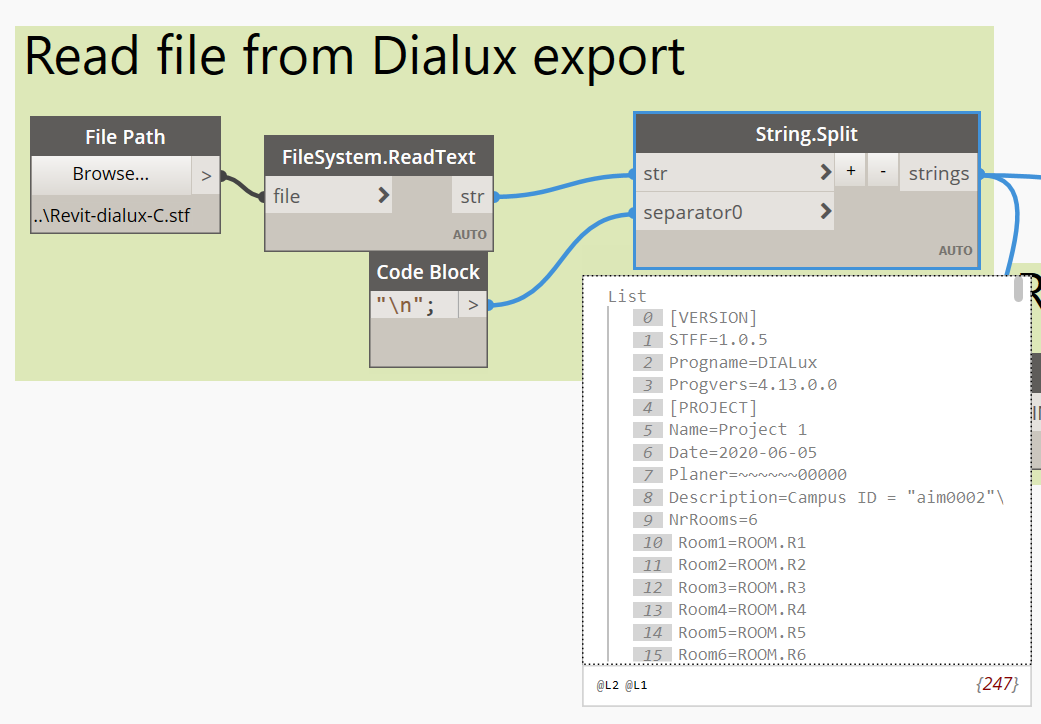 Read file from Dialux export
File Path
Browse... >
..\Revit-dialux-C.stf
FileSystem.ReadText
file str
AUTO
Code Block
"\n"; >
String.Split
str + - strings
separator0
AUTO
List
0 [VERSION]
1 STFF=1.0.5
2 Progname=DIALux
3 Progvers=4.13.0.0
4 [PROJECT]
5 Name=Project 1
6 Date=2020-06-05
7 Planer=~~~~~~00000
8 Description=Campus ID = "aim0002"\
9 NrRooms=6
10 Room1=ROOM.R1
11 Room2=ROOM.R2
12 Room3=ROOM.R3
13 Room4=ROOM.R4
14 Room5=ROOM.R5
15 Room6=ROOM.R6
@L2 @L1 {247}